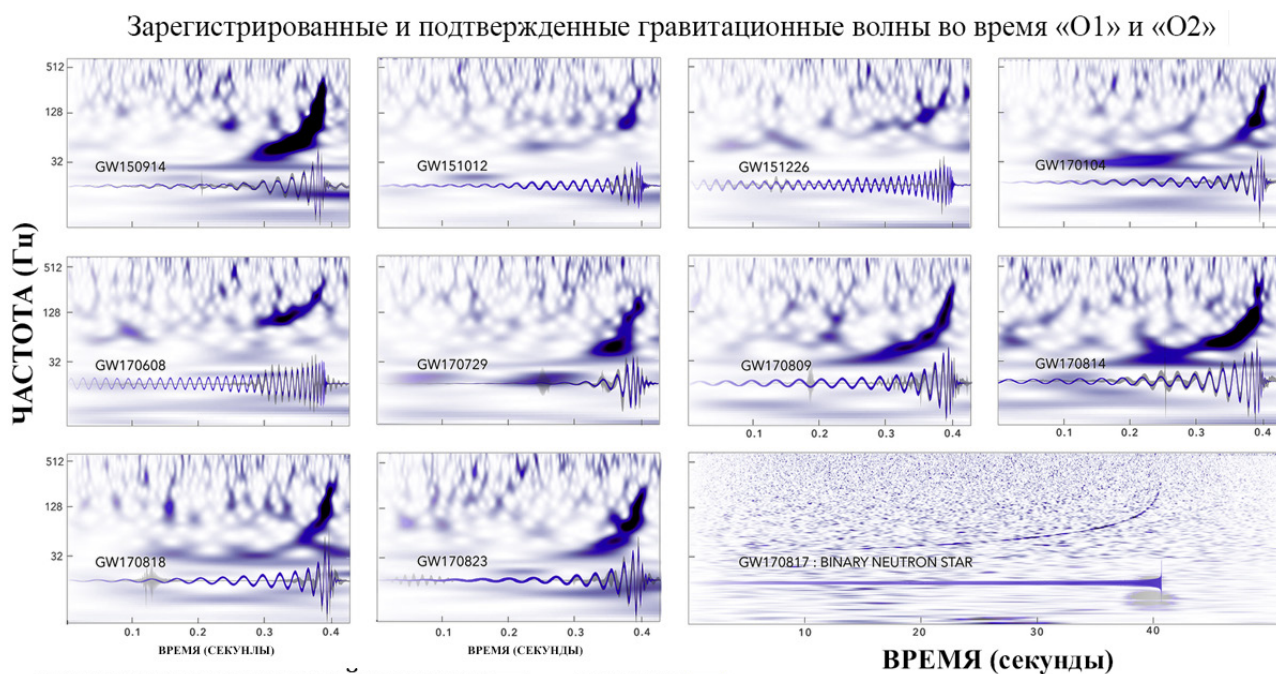 Зарегистрированные и подтвержденные гравитационные волны во время «О1» и «О2»
ЧАСТОТА (Гц)
512
128
32
GW150914
GW151012
GW151226
GW170104
512
128
32
GW170608
GW170729
GW170809
GW170814
0.1 0.2 0.3 0.4
0.1 0.2 0.3 0.4
512
128
32
GW170818
GW170823
GW170817 : BINARY NEUTRON STAR
0.1 0.2 0.3 0.4
0.1 0.2 0.3 0.4
10 20 30 40
ВРЕМЯ (СЕКУНЛЫ)
ВРЕМЯ (СЕКУНДЫ)
ВРЕМЯ (секунды)